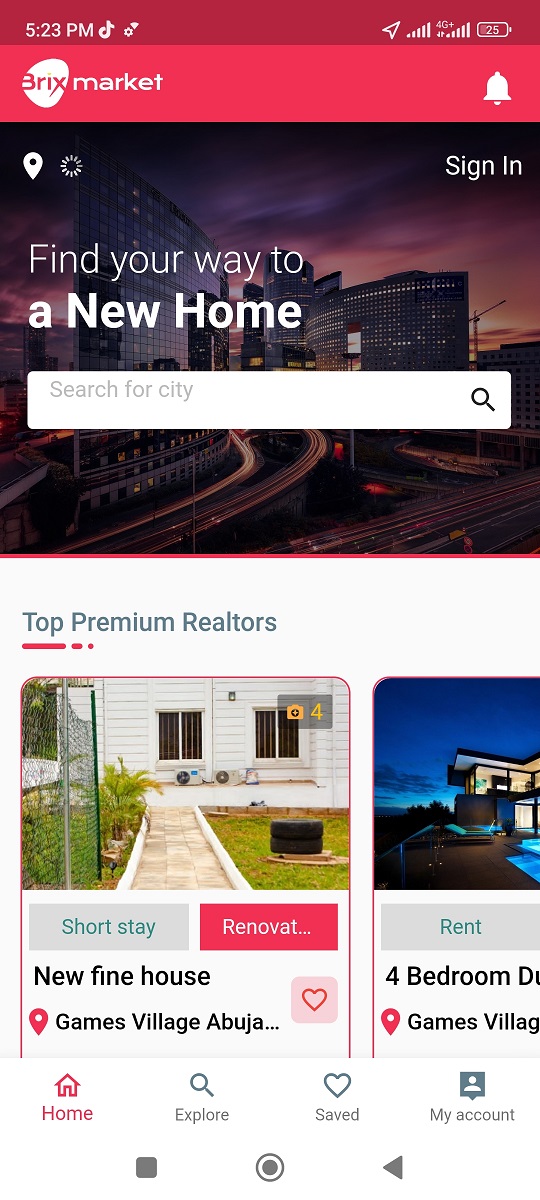 5:23 PM
4G+
25
Brix market
Sign In
Find your way to
a New Home
Search for city
Top Premium Realtors
4
Short stay
Renovat...
Rent
New fine house
4 Bedroom Du
Games Village Abuja...
Games Villag
Home
Explore
Saved
My account